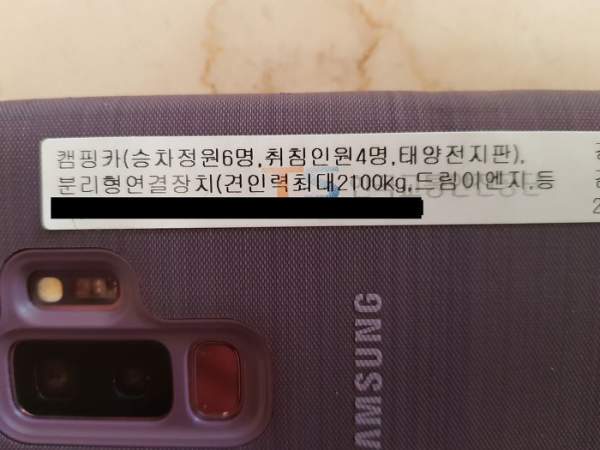 캠핑카(승차정원6명,취침인원4명,태양전지판),
분리형연결장치(견인력최대2100kg,드림이엔지,등
2
AMSUNG